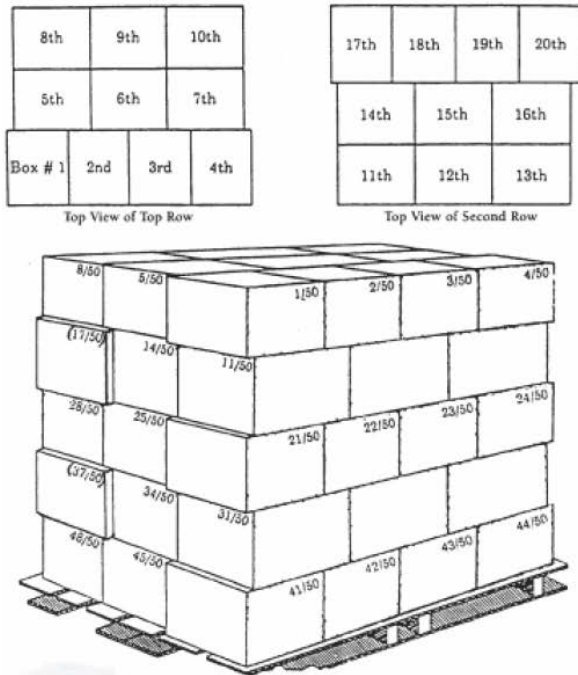 8th 9th 10th
5th 6th 7th
Box # 1 2nd 3rd 4th
Top View of Top Row
17th 18th 19th 20th
14th 15th 16th
11th 12th 13th
Top View of Second Row
8/50 5/50 1/50 2/50 3/50 4/50
(17/50) 14/50 11/50
28/50 25/50 21/50 22/50 23/50 24/50
(37/50) 34/50 31/50
48/50 45/50 41/50 42/50 43/50 44/50